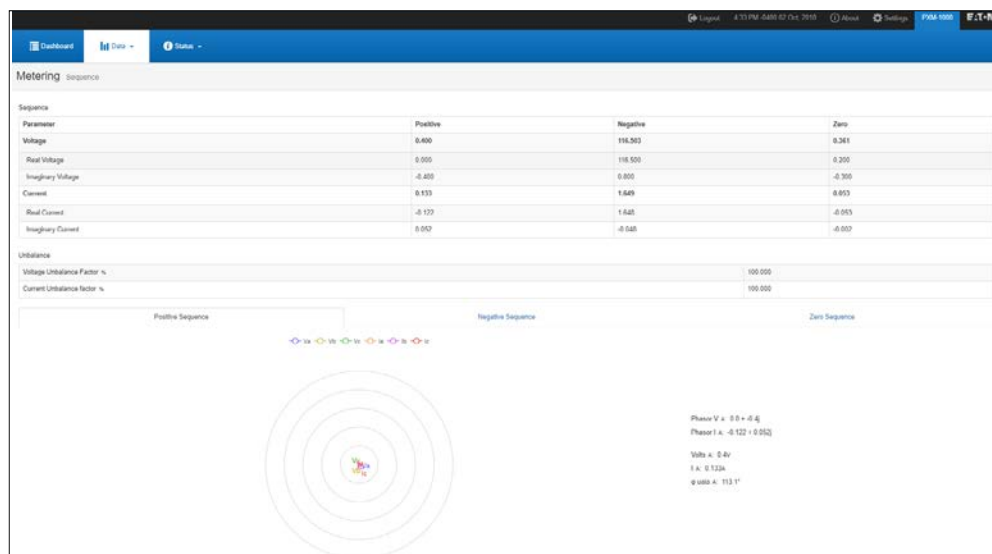 Logout 4:33 PM -0400 02 Oct, 2018 About Settings PXM-1000
Dashboard Data Status
Metering Sequence
Sequence
Parameter Positive Negative Zero
Voltage 0.400 116.503 0.361
Real Voltage 0.000 116.500 0.200
Imaginary Voltage -0.400 0.800 -0.300
Current 0.133 1.649 0.053
Real Current -0.122 1.648 -0.053
Imaginary Current 0.052 -0.048 -0.002
Unbalance
Voltage Unbalance Factor % 100.000
Current Unbalance factor % 100.000
Positive Sequence Negative Sequence Zero Sequence
Va Vb Vc Ia Ib Ic
Phasor V A: 0.0 + -0.4j
Phasor I A: -0.122 + 0.052j
Volts A: 0.4v
I A: 0.133A
113.1°